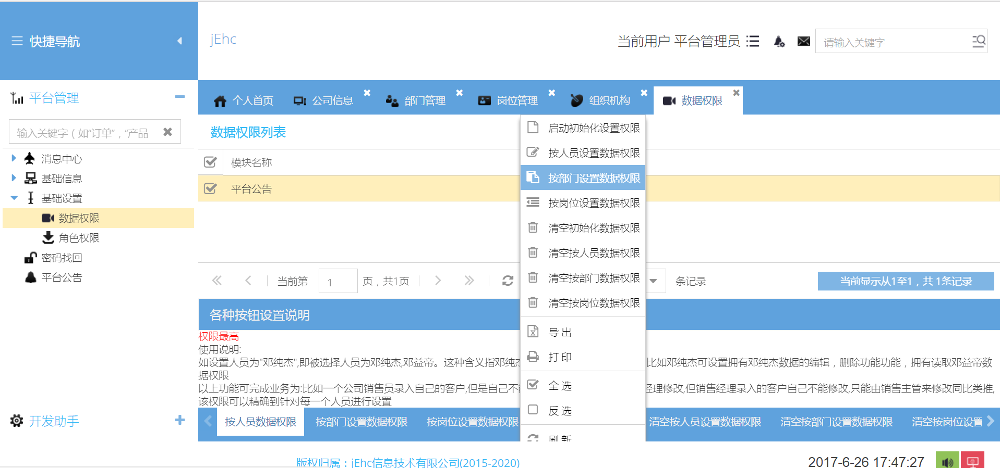 快捷导航
jEhc
当前用户 平台管理员
请输入关键字
平台管理
个人首页
公司信息
部门管理
岗位管理
组织机构
数据权限
输入关键字（如“订单”，“产品
消息中心
基础信息
基础设置
数据权限
角色权限
密码找回
平台公告
开发助手
数据权限列表
模块名称
平台公告
启动初始化设置权限
按人员设置数据权限
按部门设置数据权限
按岗位设置数据权限
清空初始化数据权限
清空按人员数据权限
清空按部门数据权限
清空按岗位数据权限
导 出
打 印
全 选
反 选
刷 新
当前第 1 页，共1页
条记录
当前显示从1至1，共 1条记录
各种按钮设置说明
权限最高
使用说明:
如设置人员为"邓纯杰",即被选择人员为邓纯杰,邓益帝。这种含义指邓纯杰 比如邓纯杰可设置拥有邓纯杰数据的编辑，删除功能功能，拥有读取邓益帝数
据权限
以上功能可完成业务为:比如一个公司销售员录入自己的客户,但是自己不能 经理修改,但销售经理录入的客户自己不能修改,只能由销售主管来修改同比类推,
该权限可以精确到针对每一个人员进行设置
按人员数据权限
按部门设置数据权限
按岗位设置数据权限
清空按人员设置数据权限
清空按部门设置数据权限
清空按岗位设置
版权归属：jEhc信息技术有限公司(2015-2020)
2017-6-26 17:47:27